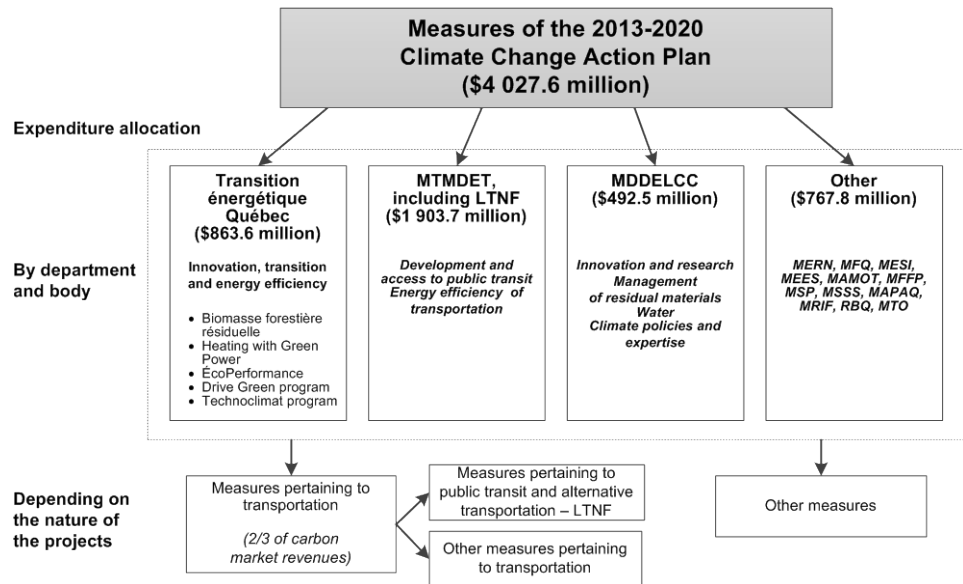 Measures of the 2013-2020
Climate Change Action Plan
($4 027.6 million)
Expenditure allocation
By department
and body
Transition
énergétique
Québec
($863.6 million)
Innovation, transition
and energy efficiency
• Biomasse forestière
résiduelle
• Heating with Green
Power
• ÉcoPerformance
• Drive Green program
• Technoclimat program
MTMDET,
including LTNF
($1 903.7 million)
Development and
access to public transit
Energy efficiency of
transportation
MDDELCC
($492.5 million)
Innovation and research
Management
of residual materials
Water
Climate policies and
expertise
Other
($767.8 million)
MERN, MFQ, MESI,
MEES, MAMOT, MFFP,
MSP, MSSS, MAPAQ,
MRIF, RBQ, MTO
Depending on
the nature of
the projects
Measures pertaining to
transportation
(2/3 of carbon
market revenues)
Measures pertaining to
public transit and alternative
transportation – LTNF
Other measures pertaining
to transportation
Other measures